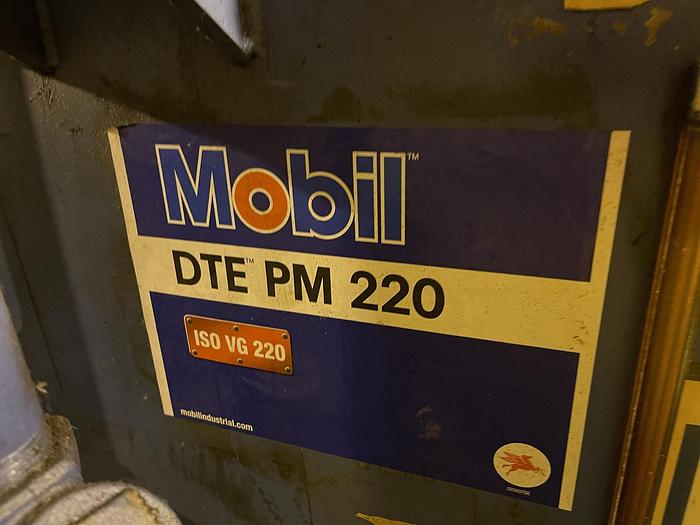 Mobil™
DTE™ PM 220
ISO VG 220
mobilindustrial.com